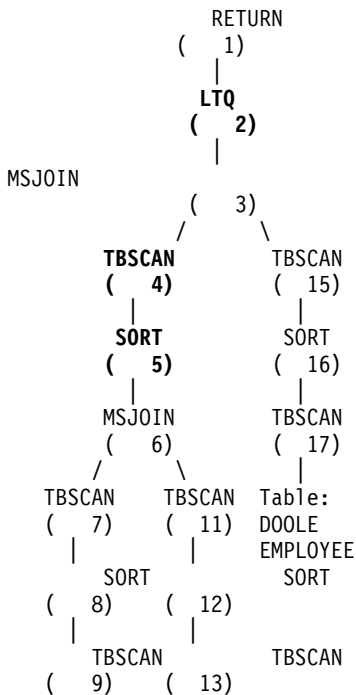 RETURN
( 1)
|
LTQ
( 2)
|
MSJOIN
( 3)
/ \
TBSCAN TBSCAN
( 4) ( 15)
| |
SORT SORT
( 5) ( 16)
| |
MSJOIN TBSCAN
( 6) ( 17)
/ \ |
TBSCAN TBSCAN Table:
( 7) ( 11) DOOLE
| | EMPLOYEE
SORT SORT
( 8) ( 12)
| |
TBSCAN TBSCAN
( 9) ( 13)